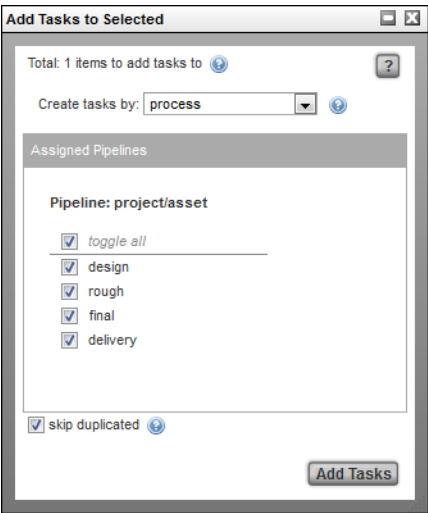 Add Tasks to Selected
Total: 1 items to add tasks to ?
?
Create tasks by: process ?
Assigned Pipelines
Pipeline: project/asset
toggle all
design
rough
final
delivery
skip duplicated ?
Add Tasks